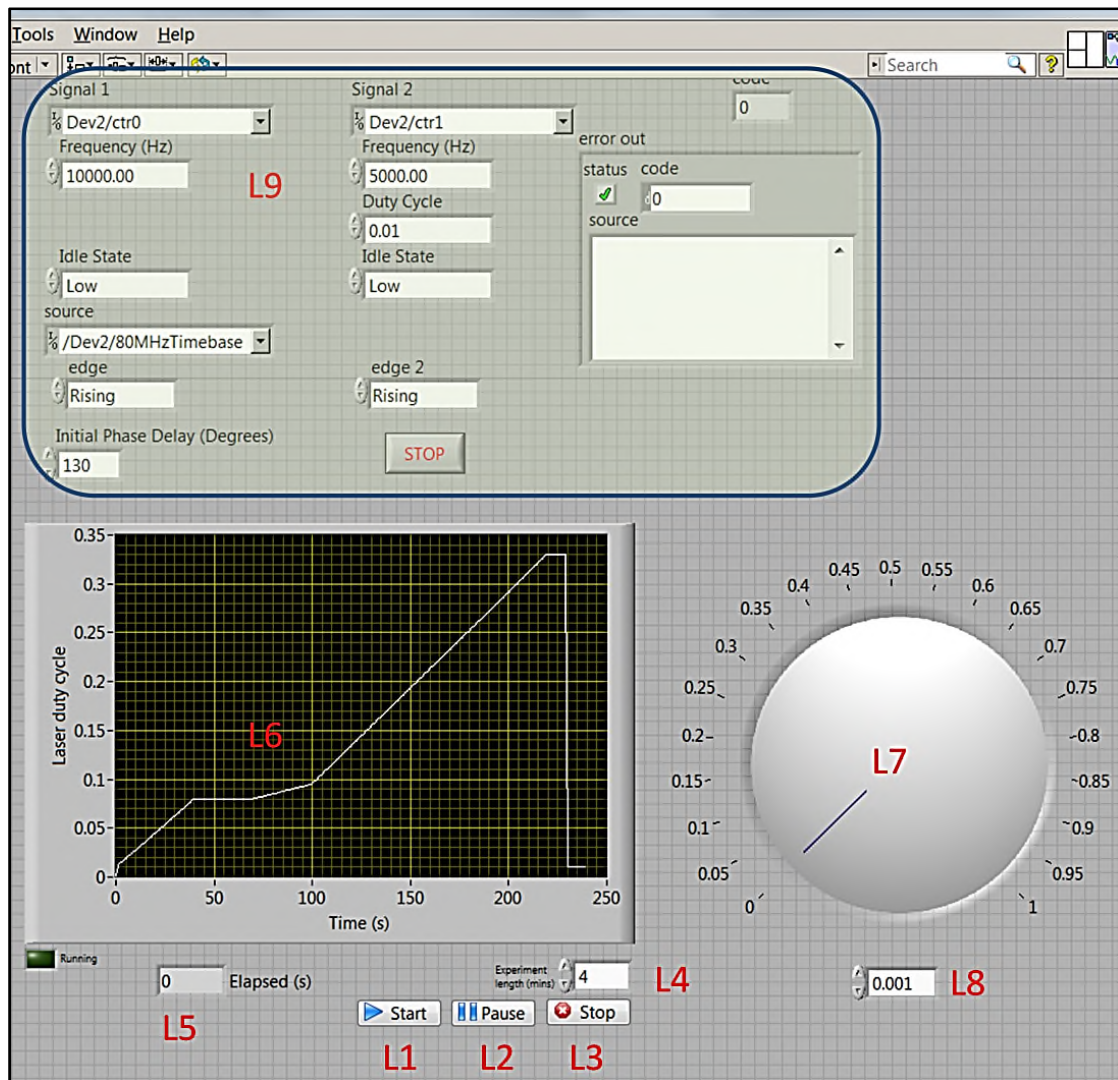 Tools Window Help
ont
Search
Signal 1 Signal 2 code
Dev2/ctr0 Dev2/ctr1 0
Frequency (Hz) Frequency (Hz) error out
10000.00 L9 5000.00 status code
Duty Cycle 0
0.01 source
Idle State Idle State
Low Low
source
/Dev2/80MHzTimebase
edge edge 2
Rising Rising
Initial Phase Delay (Degrees)
130 STOP
0.35
0.3
0.25
0.2
0.15
0.1
0.05
0
Laser duty cycle
L6
0 50 100 150 200 250
Time (s)
0 0.05 0.1 0.15 0.2 0.25 0.3 0.35 0.4 0.45 0.5 0.55 0.6 0.65 0.7 0.75 0.8 0.85 0.9 0.95 1
L7
Running
0 Elapsed (s)
L5
Experiment
length (mins) 4 L4
0.001 L8
Start Pause Stop
L1 L2 L3